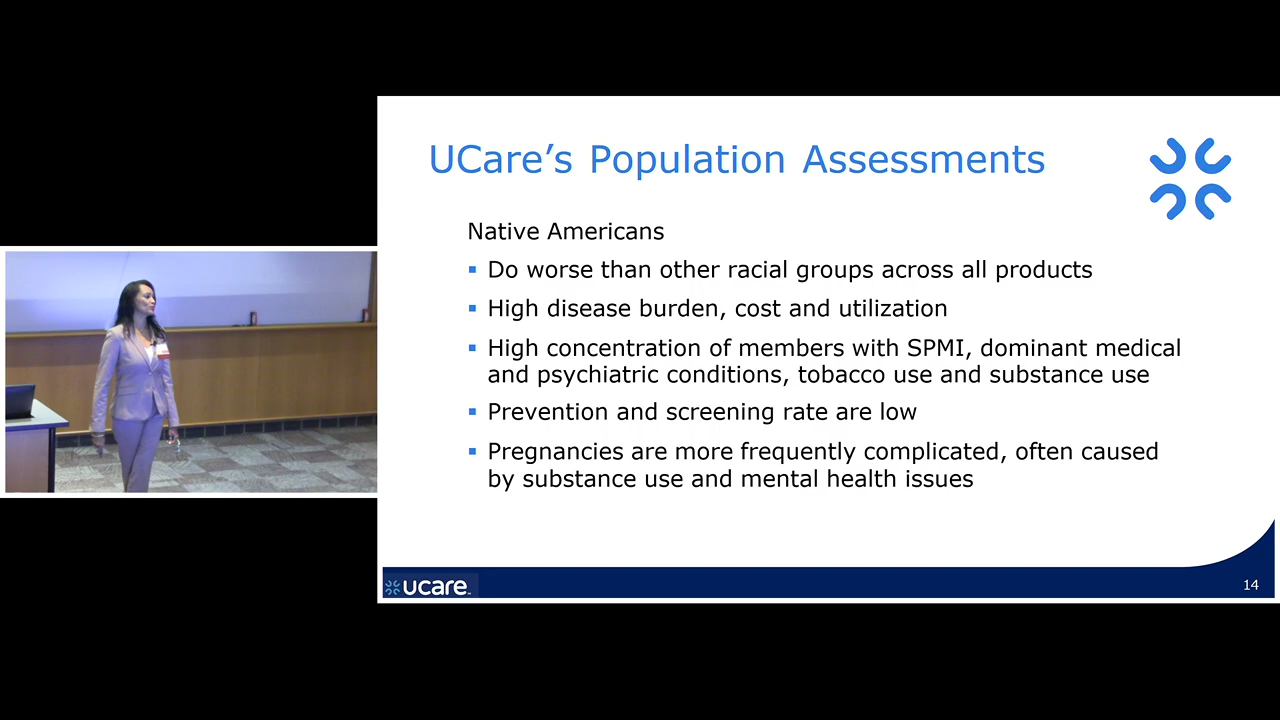 UCare’s Population Assessments
Native Americans
▪ Do worse than other racial groups across all products
▪ High disease burden, cost and utilization
▪ High concentration of members with SPMI, dominant medical
and psychiatric conditions, tobacco use and substance use
▪ Prevention and screening rate are low
▪ Pregnancies are more frequently complicated, often caused
by substance use and mental health issues
ucare
14